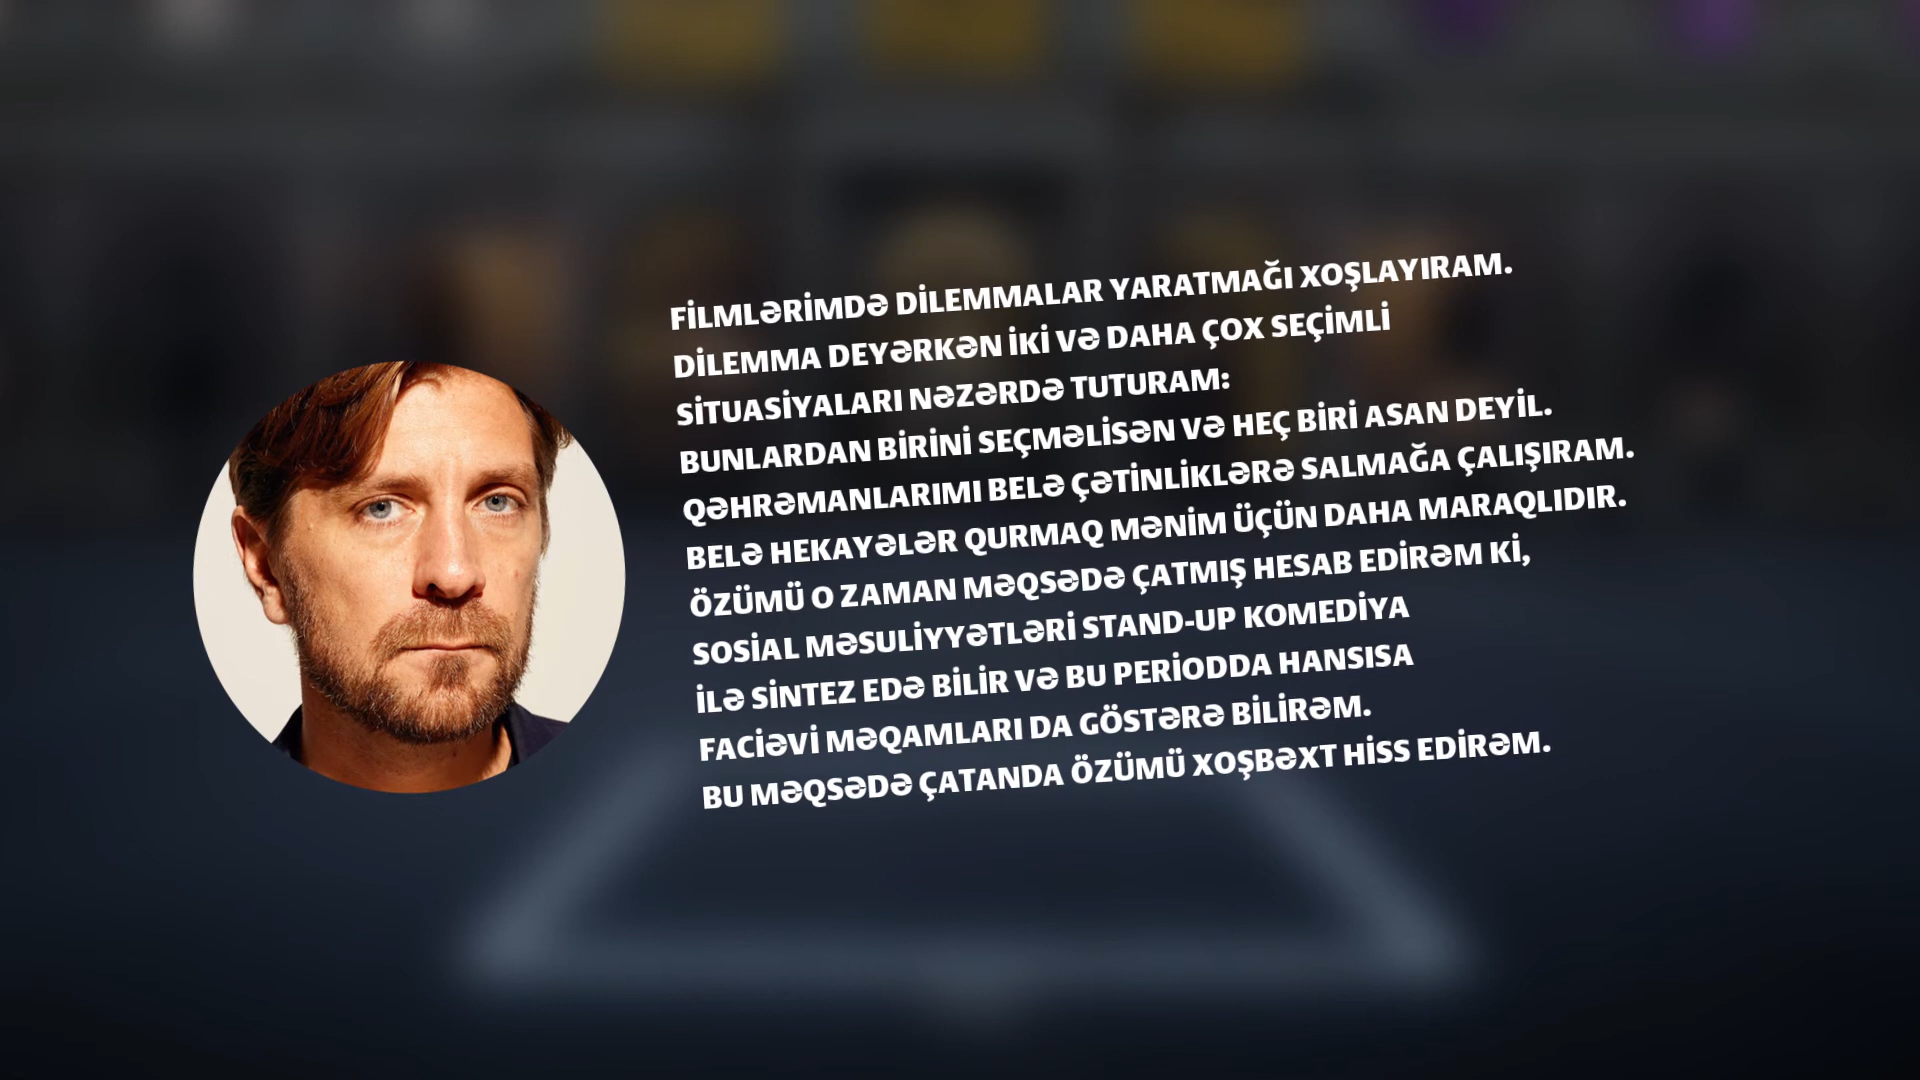 FİLMLƏRİMDƏ DİLEMMALAR YARATMAĞI XOŞLAYIRAM.
DİLEMMA DEYƏRKƏN İKİ VƏ DAHA ÇOX SEÇİMLİ
SİTUASİYALARI NƏZƏRDƏ TUTURAM:
BUNLARDAN BİRİNİ SEÇMƏLİSƏN VƏ HEÇ BİRİ ASAN DEYİL.
QƏHRƏMANLARIMI BELƏ ÇƏTİNLİKLƏRƏ SALMAĞA ÇALIŞIRAM.
BELƏ HEKAYƏLƏR QURMAQ MƏNİM ÜÇÜN DAHA MARAQLIDIR.
ÖZÜMÜ O ZAMAN MƏQSƏDƏ ÇATMIŞ HESAB EDİRƏM Kİ,
SOSİAL MƏSULİYYƏTLƏRİ STAND-UP KOMEDİYA
İLƏ SİNTEZ EDƏ BİLİR VƏ BU PERİODDA HANSISA
FACİƏVİ MƏQAMLARI DA GÖSTƏRƏ BİLİRƏM.
BU MƏQSƏDƏ ÇATANDA ÖZÜMÜ XOŞBƏXT HİSS EDİRƏM.